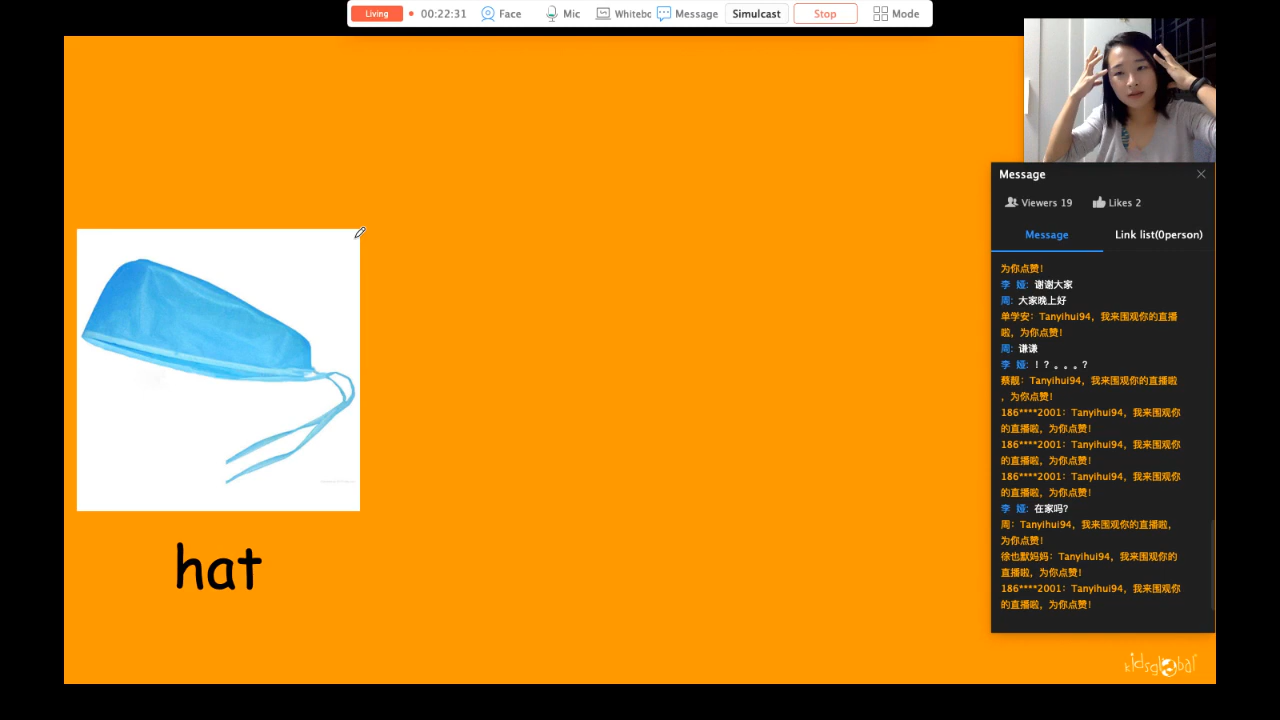 Living
00:22:31
Face
Mic
Whitebc
Message
Simulcast
Stop
Mode
hat
Message
Viewers 19
Likes 2
Message
Link list(0person)
为你点赞!
李 娅: 谢谢大家
周: 大家晚上好
单学安: Tanyihui94, 我来围观你的直播
啦, 为你点赞!
周: 谦谦
李 娅: ! ? 。。。?
蔡靓: Tanyihui94, 我来围观你的直播啦
, 为你点赞!
186****2001: Tanyihui94, 我来围观你
的直播啦, 为你点赞!
186****2001: Tanyihui94, 我来围观你
的直播啦, 为你点赞!
186****2001: Tanyihui94, 我来围观你
的直播啦, 为你点赞!
李 娅: 在家吗?
周: Tanyihui94, 我来围观你的直播啦,
为你点赞!
徐也默妈妈: Tanyihui94, 我来围观你的
直播啦, 为你点赞!
186****2001: Tanyihui94, 我来围观你
的直播啦, 为你点赞!
kidsglobal